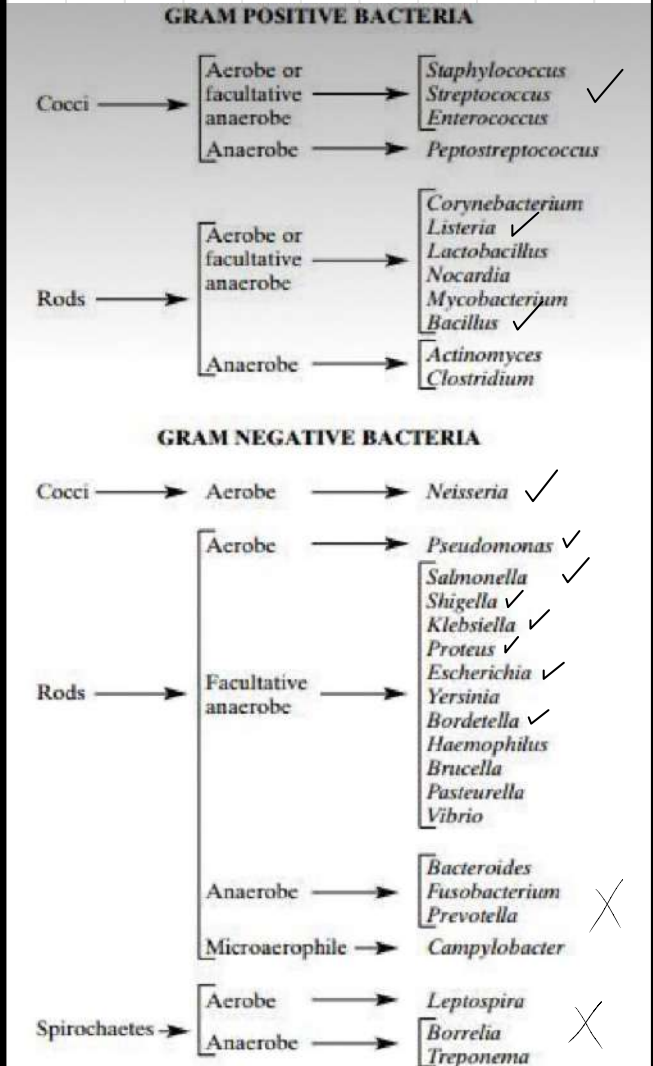 GRAM POSITIVE BACTERIA
Cocci
Aerobe or
facultative
anaerobe
Staphylococcus
Streptococcus
Enterococcus
Anaerobe
Peptostreptococcus
Rods
Aerobe or
facultative
anaerobe
Corynebacterium
Listeria
Lactobacillus
Nocardia
Mycobacterium
Bacillus
Anaerobe
Actinomyces
Clostridium
GRAM NEGATIVE BACTERIA
Cocci
Aerobe
Neisseria
Rods
Aerobe
Pseudomonas
Facultative
anaerobe
Salmonella
Shigella
Klebsiella
Proteus
Escherichia
Yersinia
Bordetella
Haemophilus
Brucella
Pasteurella
Vibrio
Anaerobe
Bacteroides
Fusobacterium
Prevotella
Microaerophile
Campylobacter
Spirochaetes
Aerobe
Leptospira
Anaerobe
Borrelia
Treponema